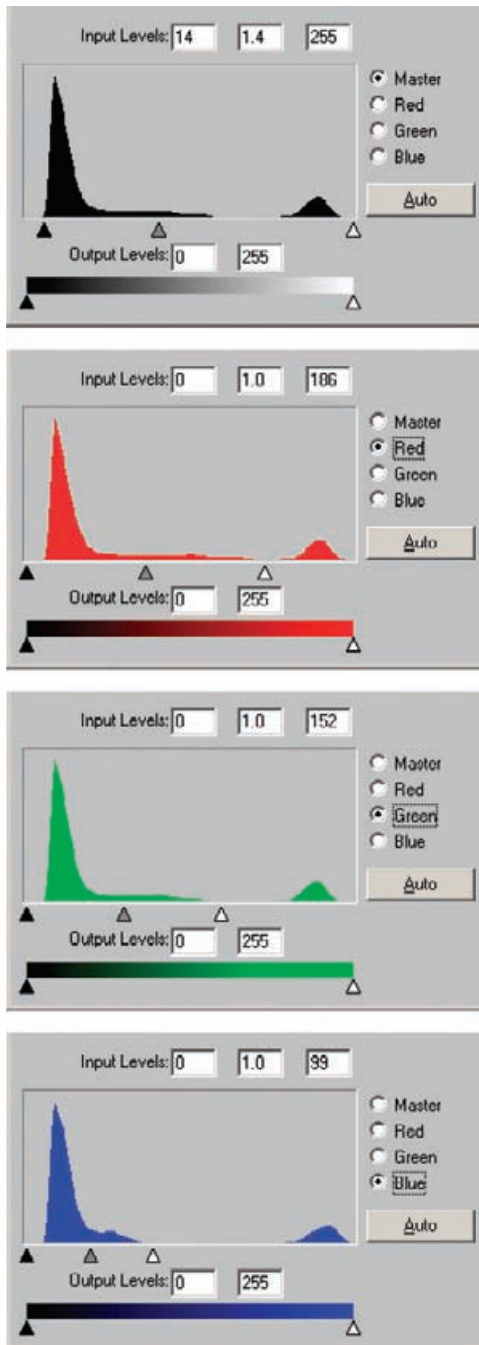 Input Levels: 14 1.4 255
Master
Red
Green
Blue
Auto
Output Levels: 0 255
Input Levels: 0 1.0 186
Master
Red
Green
Blue
Auto
Output Levels: 0 255
Input Levels: 0 1.0 152
Master
Red
Green
Blue
Auto
Output Levels: 0 255
Input Levels: 0 1.0 99
Master
Red
Green
Blue
Auto
Output Levels: 0 255